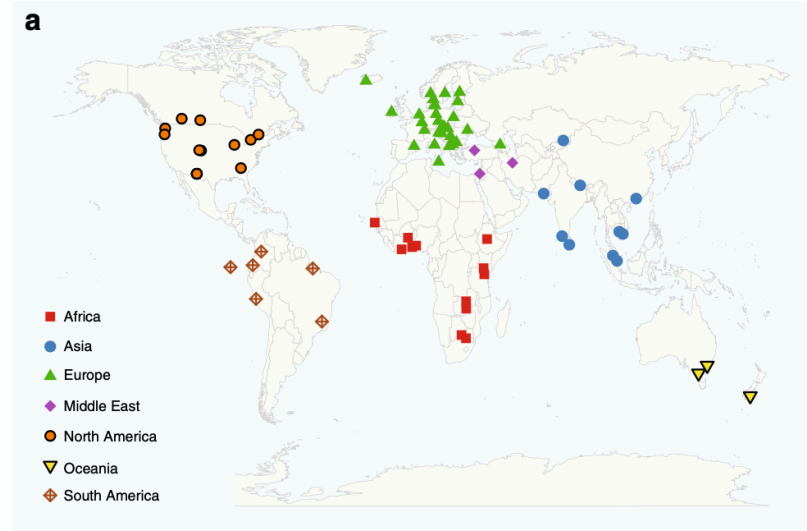 a
Africa
Asia
Europe
Middle East
North America
Oceania
South America